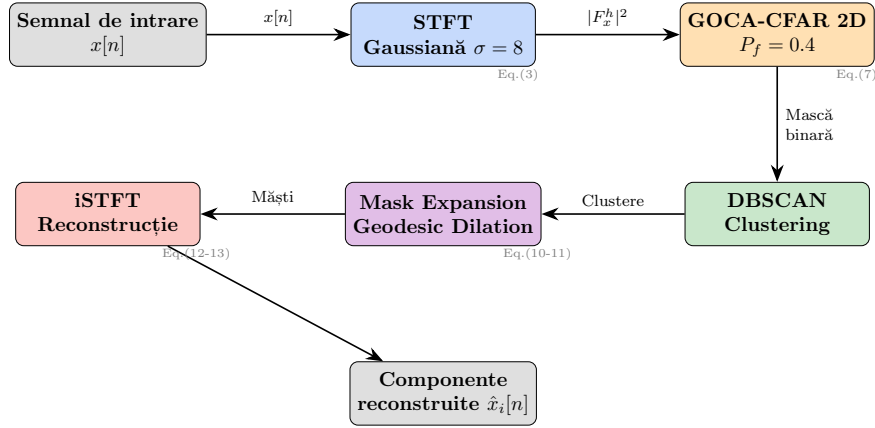 Semnal de intrare
x[n]
x[n]
STFT
Gaussiană σ = 8
Eq.(3)
|F_x^h|^2
GOCA-CFAR 2D
P_f = 0.4
Eq.(7)
Mască
binară
DBSCAN
Clustering
Clustere
Mask Expansion
Geodesic Dilation
Eq.(10-11)
Măști
iSTFT
Reconstrucție
Eq.(12-13)
Componente
reconstruite x̂_i[n]